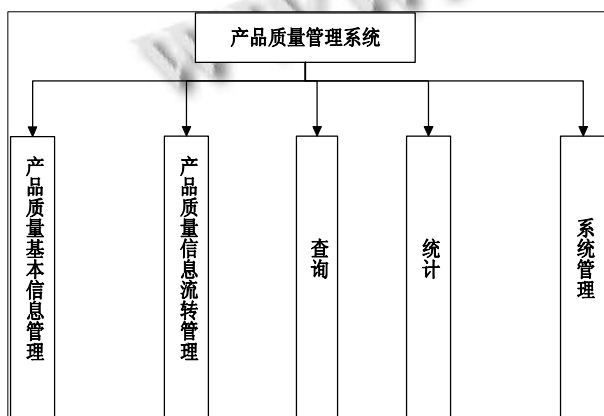 产品质量管理系统
产品质量基本信息管理
产品质量信息流转管理
查询
统计
系统管理